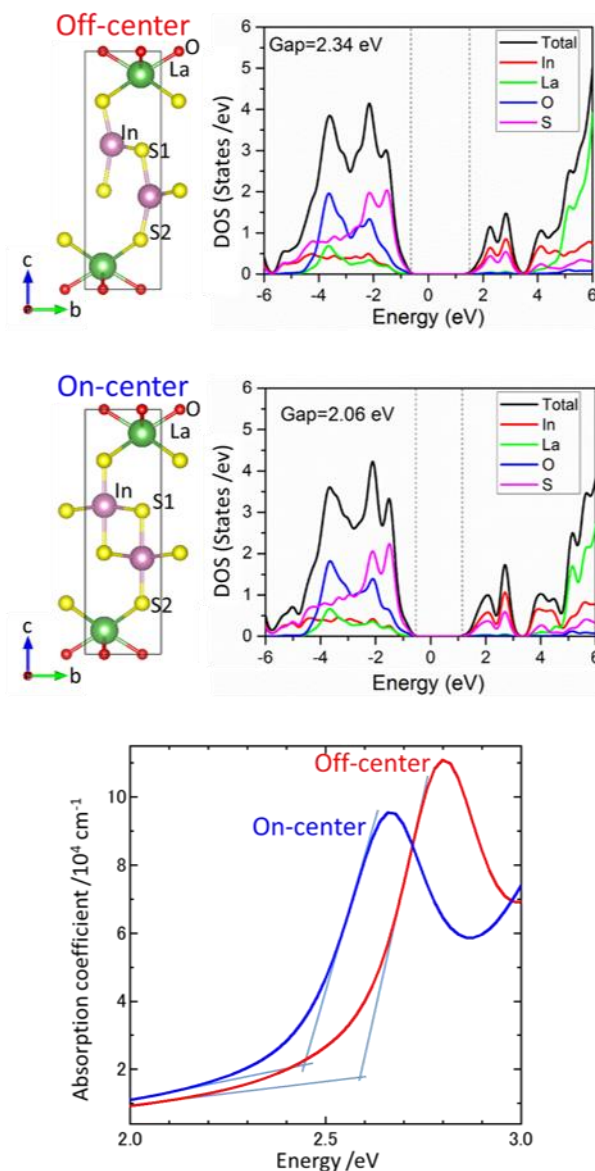 Off-center
O
La
In
S1
S2
c
b
DOS (States /ev)
6
5
4
3
2
1
0
Gap=2.34 eV
Total
In
La
O
S
-6 -4 -2 0 2 4 6
Energy (eV)
On-center
O
La
In
S1
S2
c
b
DOS (States /ev)
6
5
4
3
2
1
0
Gap=2.06 eV
Total
In
La
O
S
-6 -4 -2 0 2 4 6
Energy (eV)
Absorption coefficient /10⁴ cm⁻¹
10
8
6
4
2
Off-center
On-center
2.0 2.5 3.0
Energy /eV